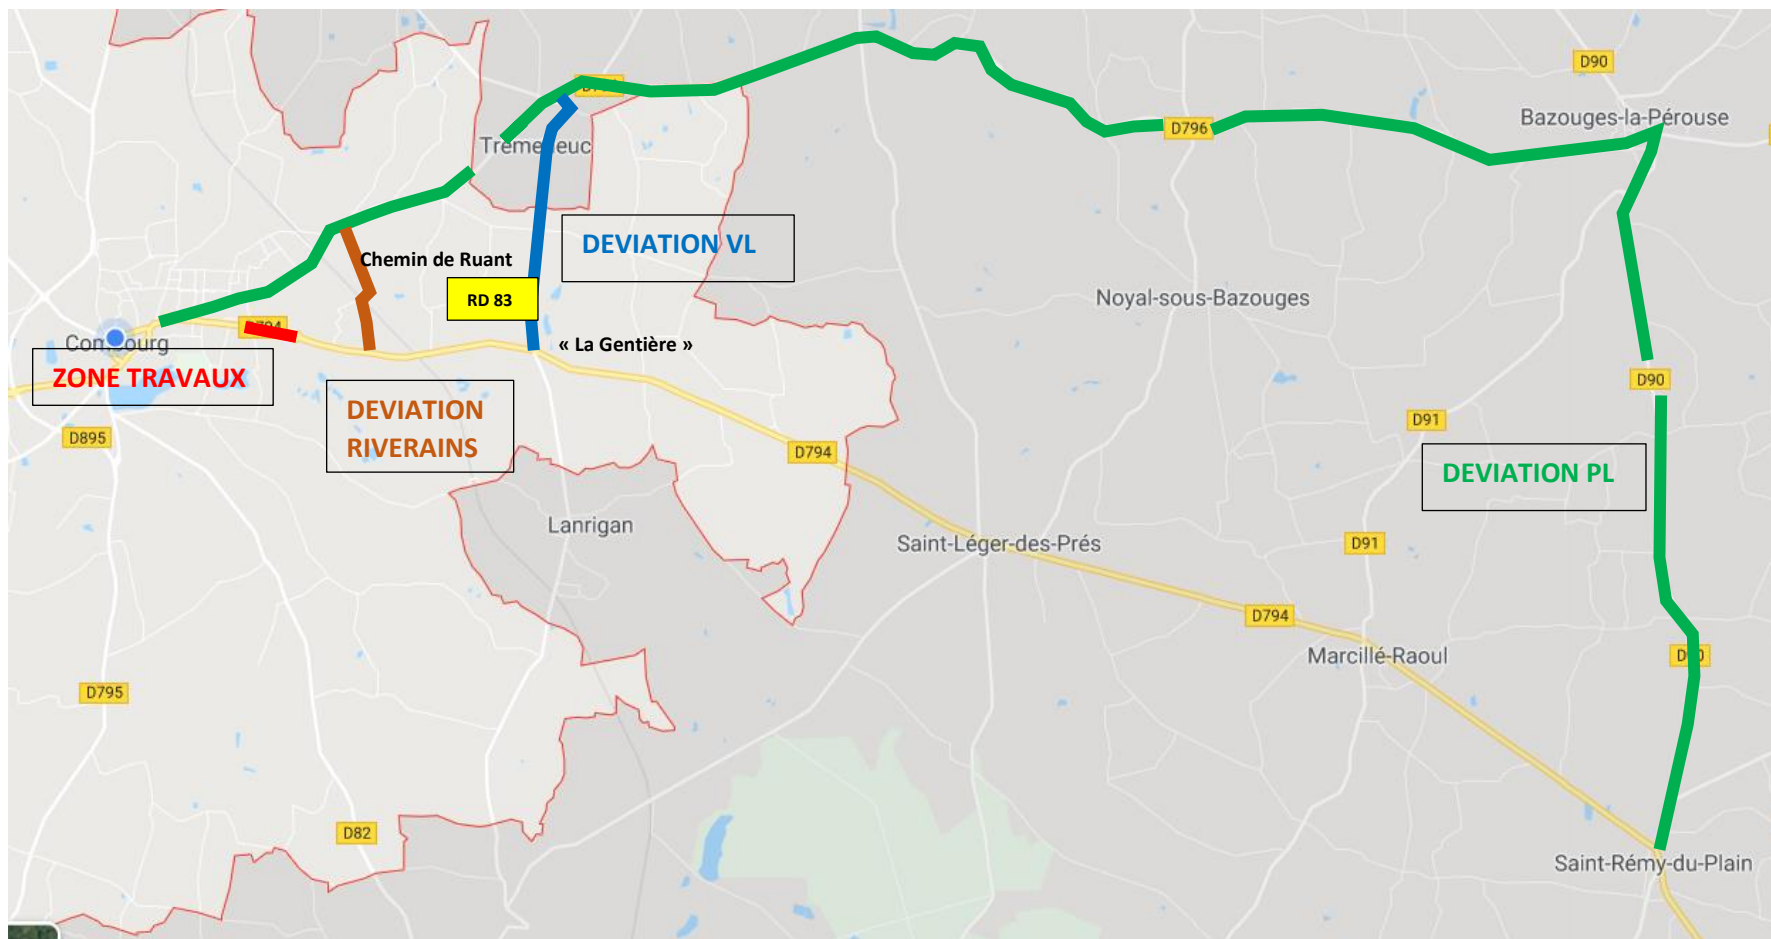 D90
Bazouges-la-Pérouse
D796
DEVIATION VL
Chemin de Ruant
RD 83
Noyal-sous-Bazouges
« La Gentière »
ZONE TRAVAUX
D90
DEVIATION
RIVERAINS
D91
D895
D794
DEVIATION PL
Lanrigan
Saint-Léger-des-Prés
D91
D794
Marcillé-Raoul
D795
D82
Saint-Rémy-du-Plain